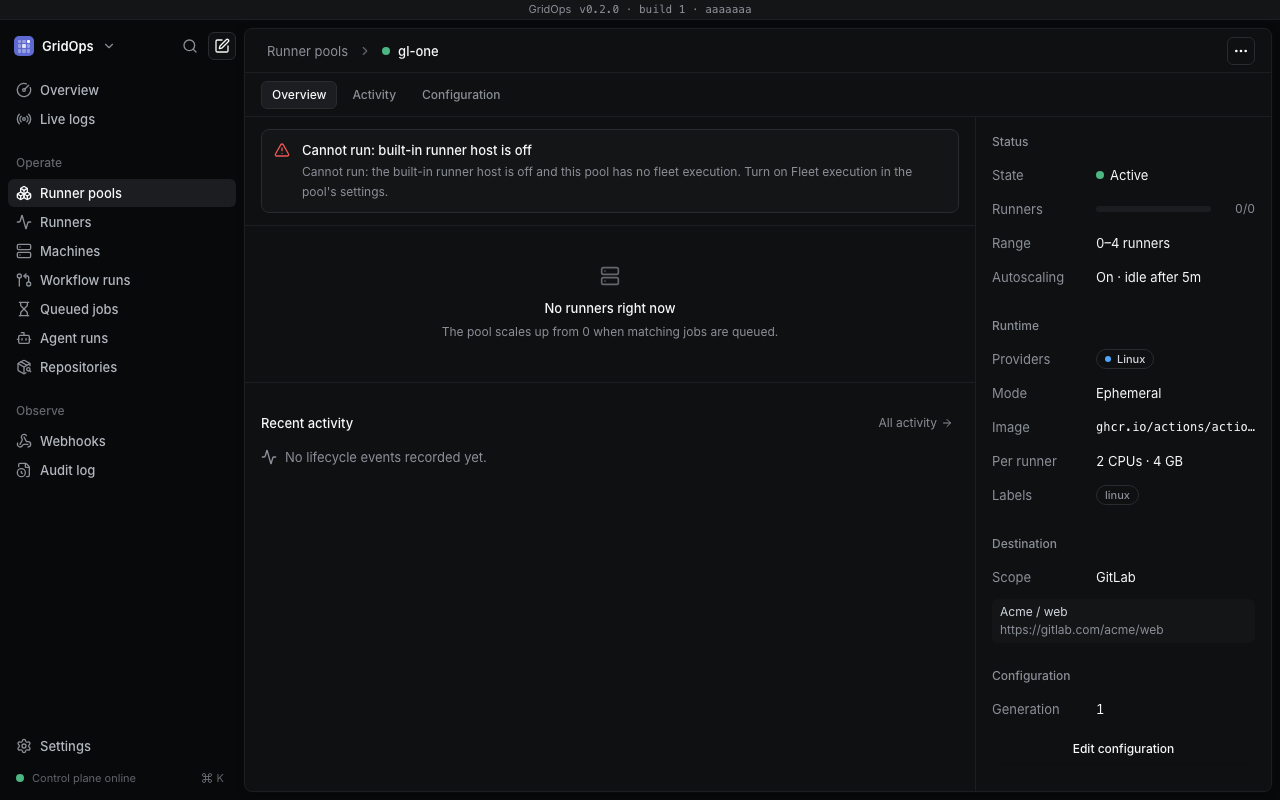 GridOps v0.2.0 · build 1 · aaaaaaa
GridOps
Overview
Live logs
Operate
Runner pools
Runners
Machines
Workflow runs
Queued jobs
Agent runs
Repositories
Observe
Webhooks
Audit log
Settings
Control plane online ⌘ K
Runner pools gl-one
Overview Activity Configuration
Cannot run: built-in runner host is off
Cannot run: the built-in runner host is off and this pool has no fleet execution. Turn on Fleet execution in the
pool's settings.
No runners right now
The pool scales up from 0 when matching jobs are queued.
Recent activity
All activity →
No lifecycle events recorded yet.
Status
State Active
Runners 0/0
Range 0–4 runners
Autoscaling On · idle after 5m
Runtime
Providers Linux
Mode Ephemeral
Image ghcr.io/actions/actio…
Per runner 2 CPUs · 4 GB
Labels linux
Destination
Scope GitLab
Acme / web
https://gitlab.com/acme/web
Configuration
Generation 1
Edit configuration